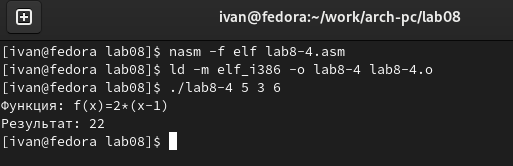 ivan@fedora:~/work/arch-pc/lab08
[ivan@fedora lab08]$ nasm -f elf lab8-4.asm
[ivan@fedora lab08]$ ld -m elf_i386 -o lab8-4 lab8-4.o
[ivan@fedora lab08]$ ./lab8-4 5 3 6
Функция: f(x)=2*(x-1)
Результат: 22
[ivan@fedora lab08]$